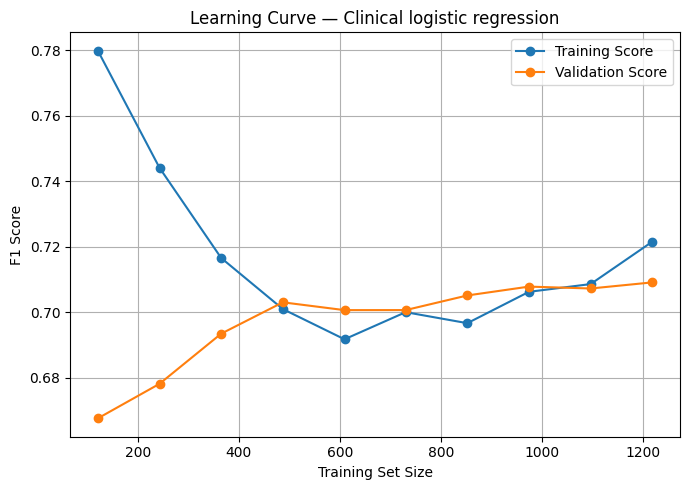 Learning Curve — Clinical logistic regression
Training Score
Validation Score
F1 Score
0.78
0.76
0.74
0.72
0.70
0.68
200 400 600 800 1000 1200
Training Set Size